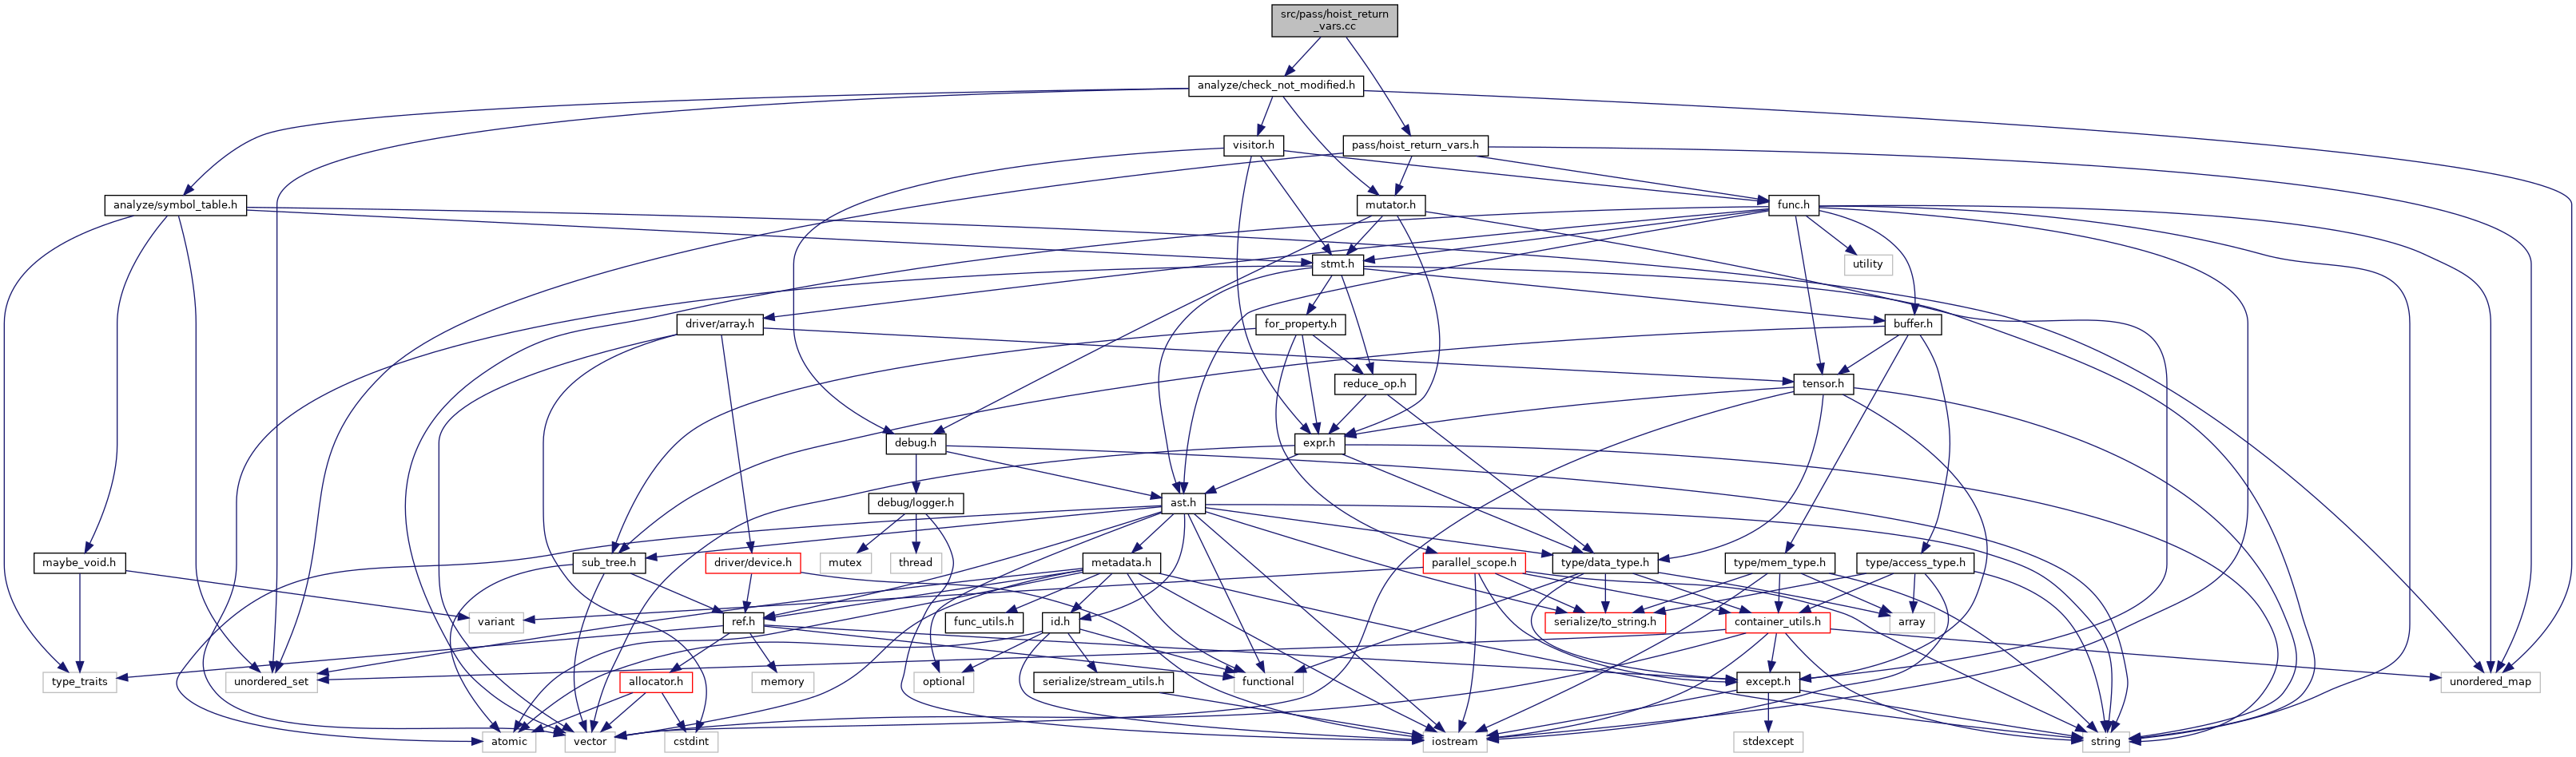 src/pass/hoist_return
_vars.cc
analyze/check_not_modified.h
visitor.h
pass/hoist_return_vars.h
analyze/symbol_table.h
mutator.h
func.h
stmt.h
utility
driver/array.h
for_property.h
buffer.h
reduce_op.h
tensor.h
debug.h
expr.h
debug/logger.h
ast.h
maybe_void.h
sub_tree.h
driver/device.h
mutex
thread
metadata.h
parallel_scope.h
type/data_type.h
type/mem_type.h
type/access_type.h
variant
ref.h
func_utils.h
id.h
serialize/to_string.h
container_utils.h
array
type_traits
unordered_set
allocator.h
memory
optional
serialize/stream_utils.h
functional
except.h
unordered_map
atomic
vector
cstdint
iostream
stdexcept
string